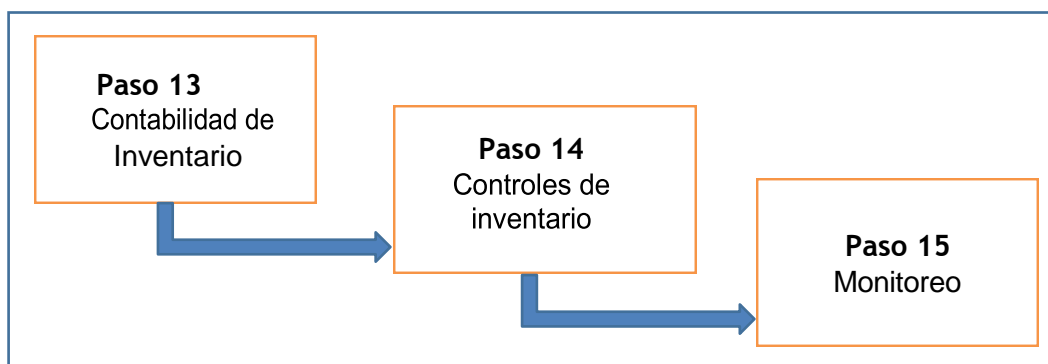 Paso 13
Contabilidad de
Inventario
Paso 14
Controles de
inventario
Paso 15
Monitoreo